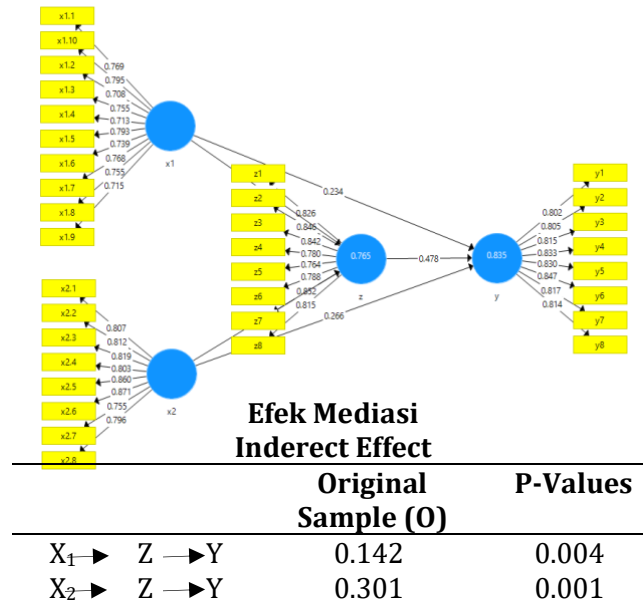 x1.1
x1.10
x1.2
x1.3
x1.4
x1.5
x1.6
x1.7
x1.8
x1.9
0.769
0.795
0.708
0.755
0.713
0.793
0.739
0.768
0.755
0.715
x1
x2.1
x2.2
x2.3
x2.4
x2.5
x2.6
x2.7
x2.8
0.807
0.812
0.819
0.803
0.860
0.871
0.755
0.796
x2
z1
z2
z3
z4
z5
z6
z7
z8
0.826
0.846
0.842
0.780
0.764
0.788
0.852
0.815
0.765
z
0.234
0.478
0.266
0.835
y
0.802
0.805
0.815
0.833
0.830
0.847
0.817
0.814
y1
y2
y3
y4
y5
y6
y7
y8
Efek Mediasi
Inderect Effect
Original Sample (O) P-Values
X1 → Z → Y 0.142 0.004
X2 → Z → Y 0.301 0.001